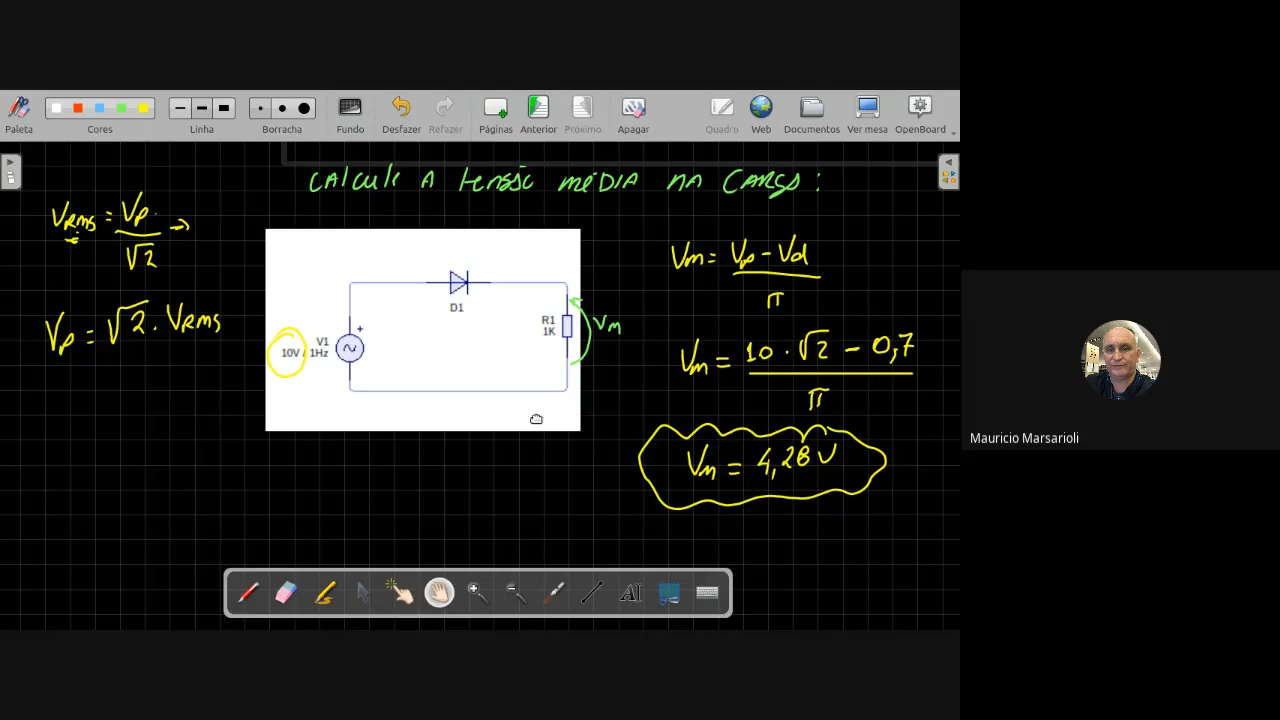 Paleta Cores Linha Borracha Fundo Desfazer Refazer Páginas Anterior Próximo Apagar Quadro Web Documentos Ver mesa OpenBoard
CALCULE A tensão média na CARGA :
VRMS = Vp / √2 →
Vp = √2 . VRMS
D1
R1
1K
V1
10V / 1Hz
+
Vm
Vm = Vp - Vd / π
Vm = 10 . √2 - 0,7 / π
Vm = 4,28 V
AI
Mauricio Marsarioli